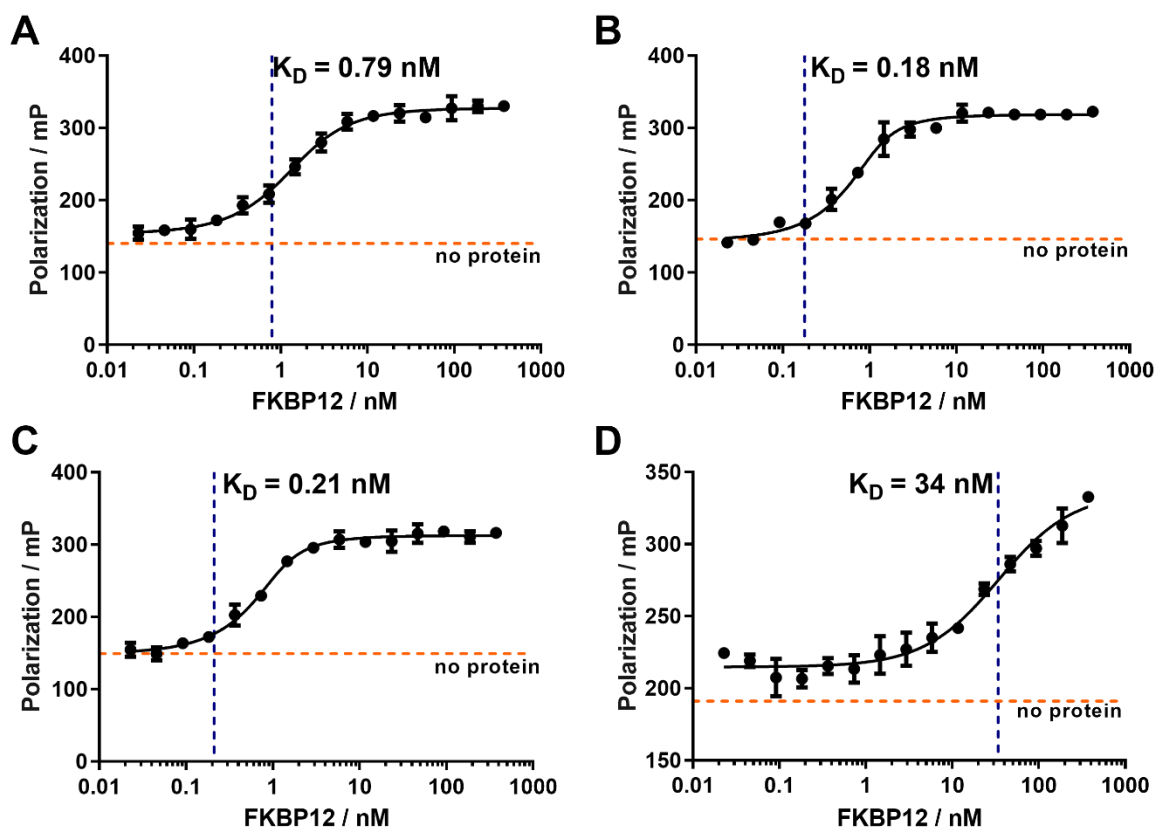 A
K_D = 0.79 nM
400
300
200
100
0
Polarization / mP
no protein
0.01 0.1 1 10 100 1000
FKBP12 / nM
B
K_D = 0.18 nM
400
300
200
100
0
Polarization / mP
no protein
0.01 0.1 1 10 100 1000
FKBP12 / nM
C
K_D = 0.21 nM
400
300
200
100
0
Polarization / mP
no protein
0.01 0.1 1 10 100 1000
FKBP12 / nM
D
K_D = 34 nM
350
300
250
200
150
Polarization / mP
no protein
0.01 0.1 1 10 100 1000
FKBP12 / nM